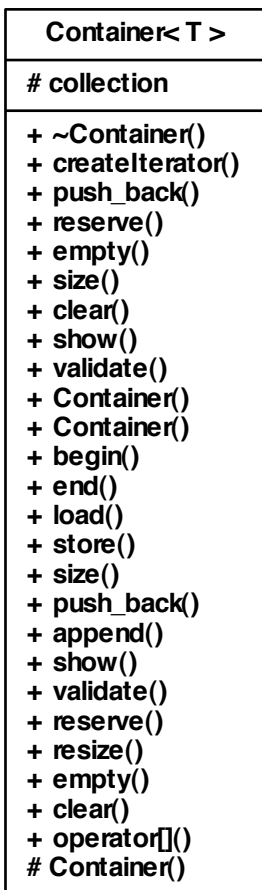 Container< T >
# collection
+ ~Container()
+ createIterator()
+ push_back()
+ reserve()
+ empty()
+ size()
+ clear()
+ show()
+ validate()
+ Container()
+ Container()
+ begin()
+ end()
+ load()
+ store()
+ size()
+ push_back()
+ append()
+ show()
+ validate()
+ reserve()
+ resize()
+ empty()
+ clear()
+ operator[]()
# Container()